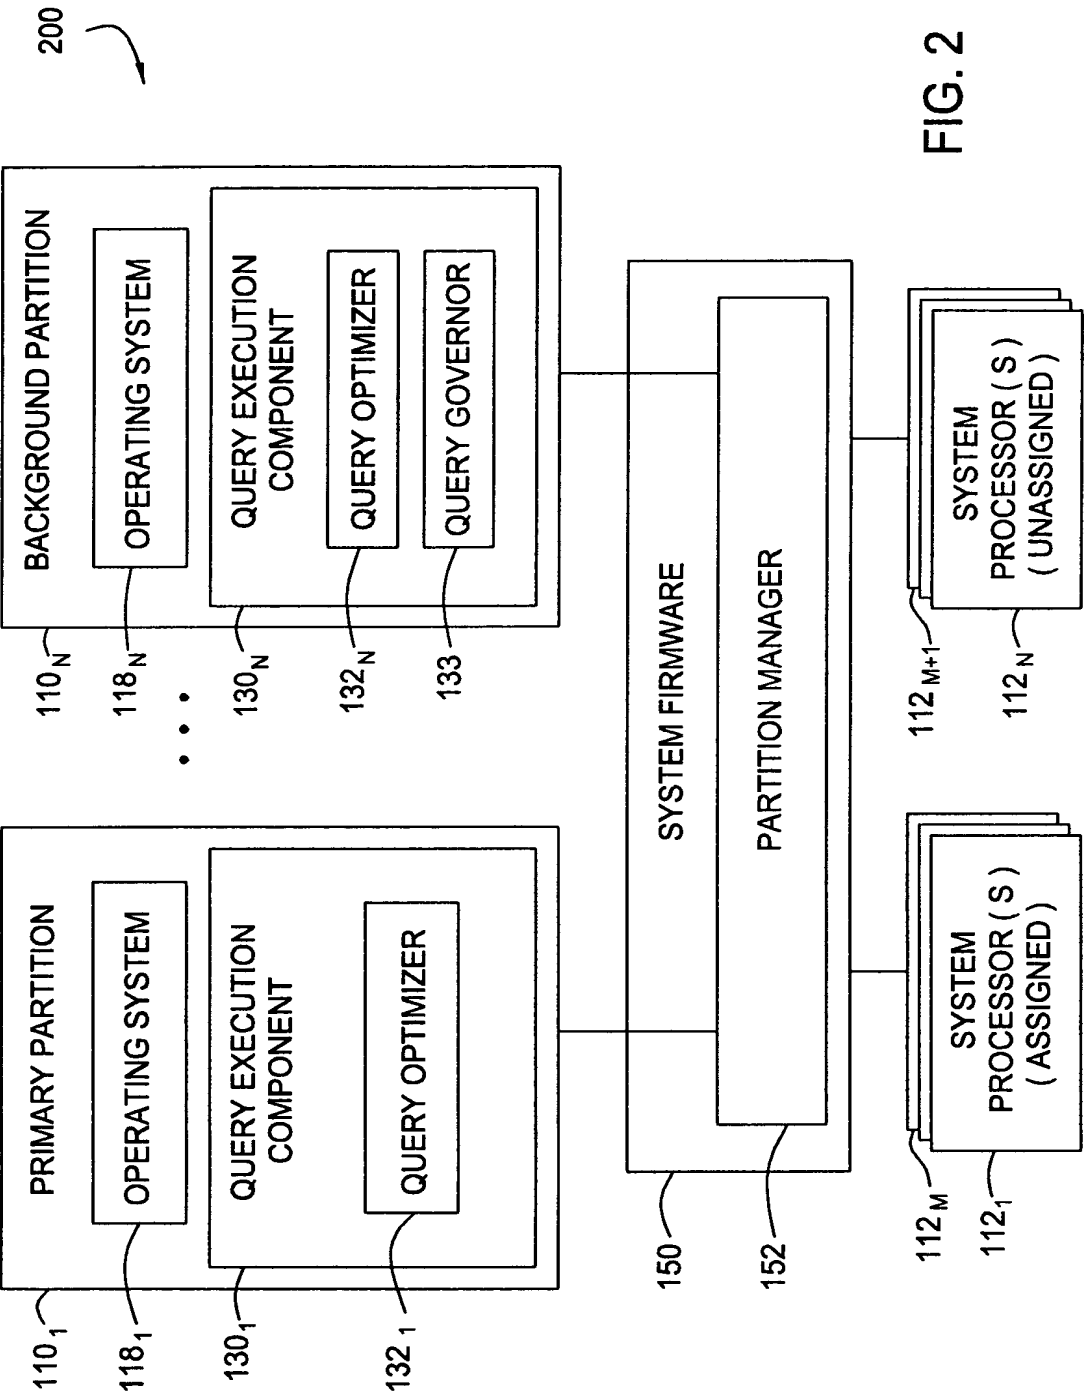 200
PRIMARY PARTITION
OPERATING SYSTEM
QUERY EXECUTION
COMPONENT
QUERY OPTIMIZER
110₁
118₁
130₁
132₁
• • •
BACKGROUND PARTITION
OPERATING SYSTEM
QUERY EXECUTION
COMPONENT
QUERY OPTIMIZER
QUERY GOVERNOR
110N
118N
130N
132N
133
SYSTEM FIRMWARE
PARTITION MANAGER
150
152
SYSTEM
PROCESSOR ( S )
( ASSIGNED )
112M
112₁
SYSTEM
PROCESSOR ( S )
( UNASSIGNED )
112M+1
112N
FIG. 2